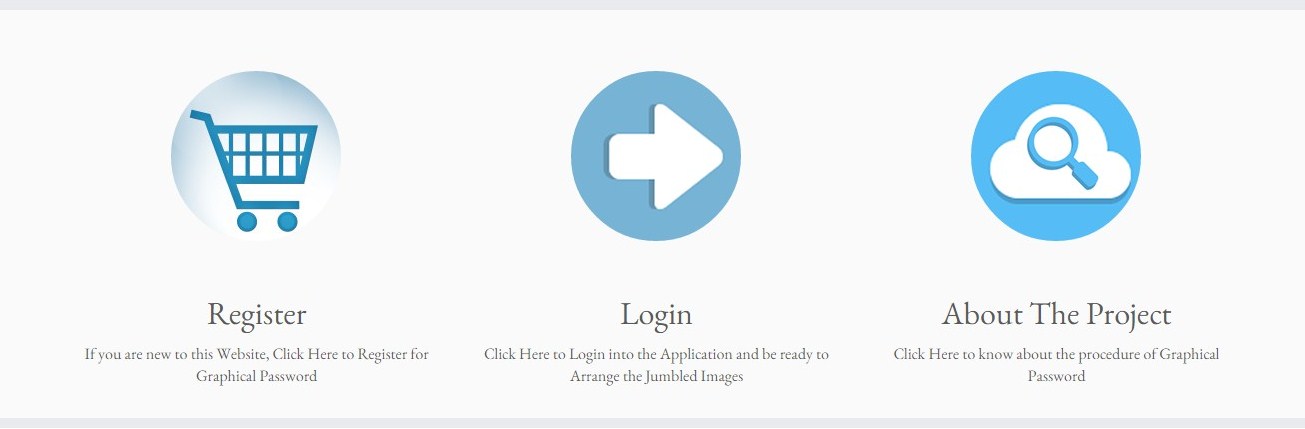 Register
If you are new to this Website, Click Here to Register for
Graphical Password
Login
Click Here to Login into the Application and be ready to
Arrange the Jumbled Images
About The Project
Click Here to know about the procedure of Graphical
Password